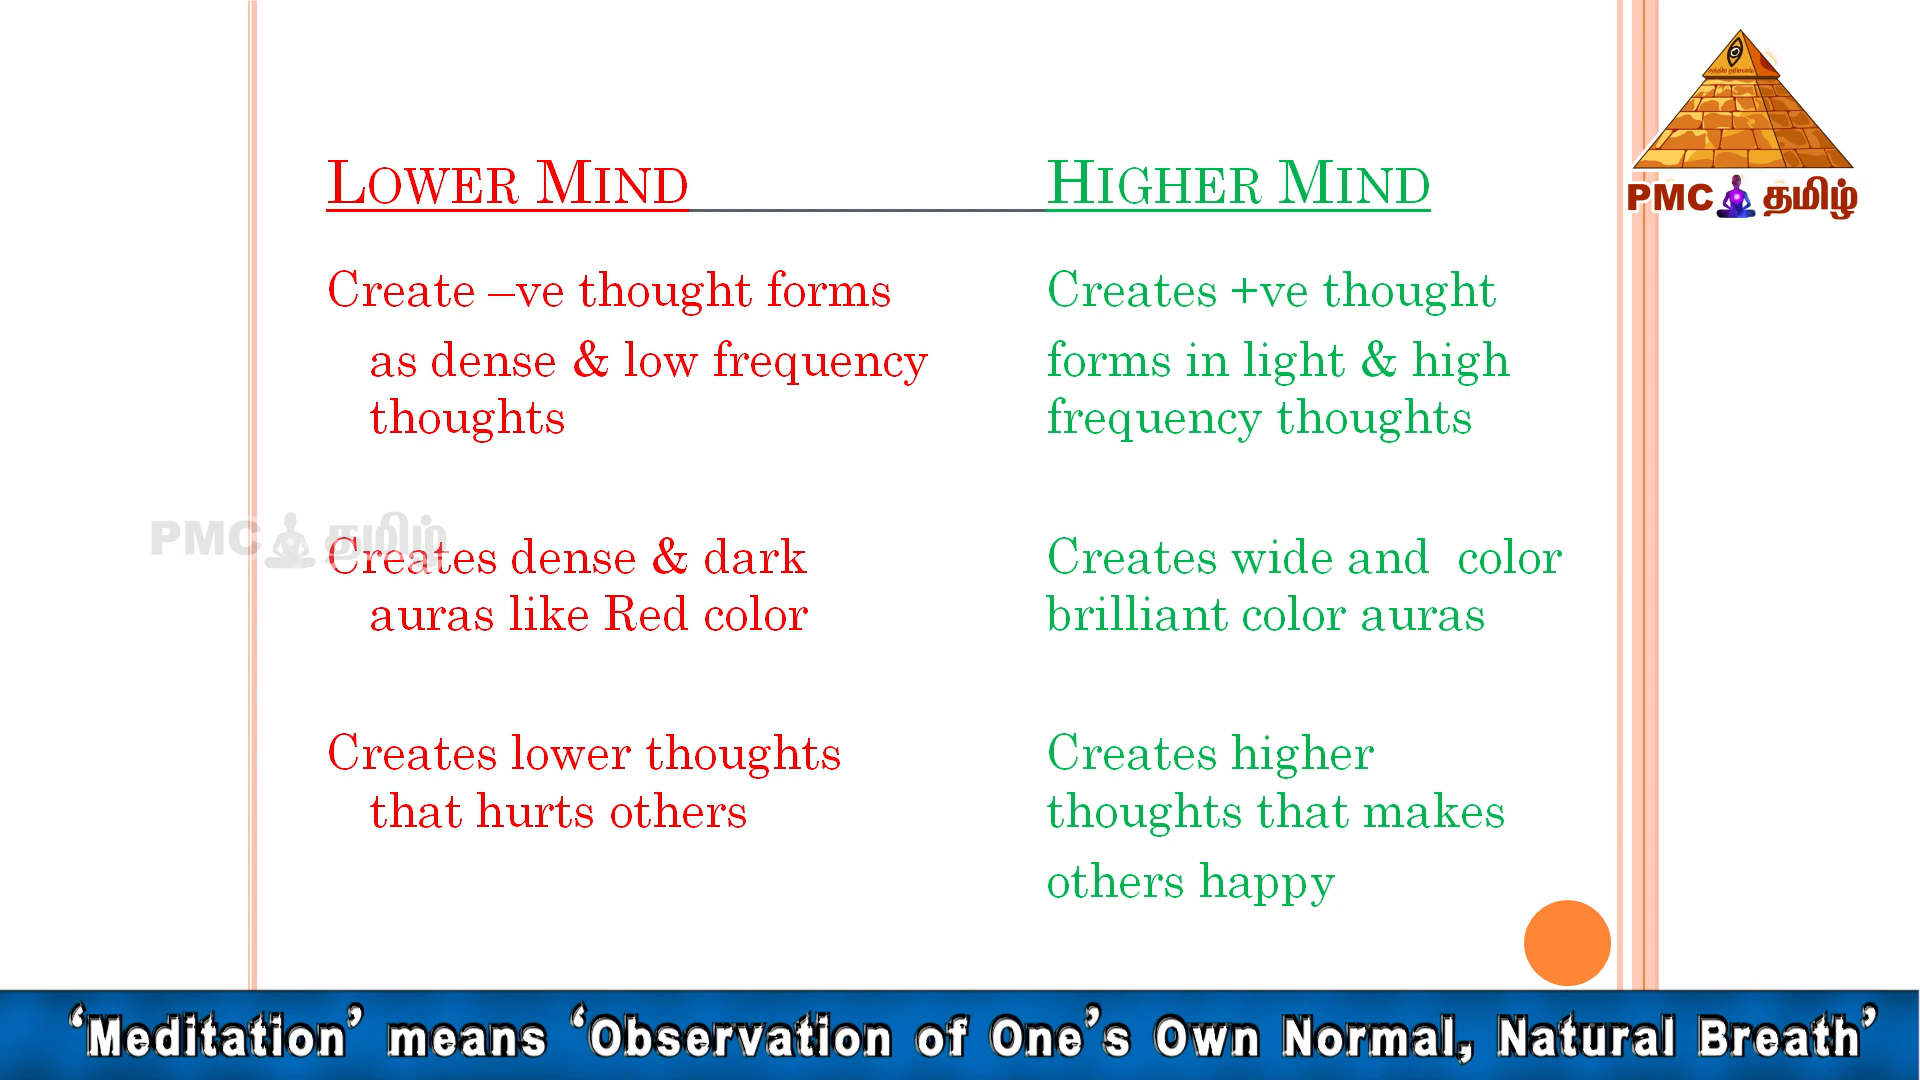 LOWER MIND
HIGHER MIND
Create –ve thought forms
as dense & low frequency
thoughts
Creates dense & dark
auras like Red color
Creates lower thoughts
that hurts others
Creates +ve thought
forms in light & high
frequency thoughts
Creates wide and  color
brilliant color auras
Creates higher
thoughts that makes
others happy
PMC தமிழ்
PMC தமிழ்
‘Meditation’ means ‘Observation of One’s Own Normal, Natural Breath’